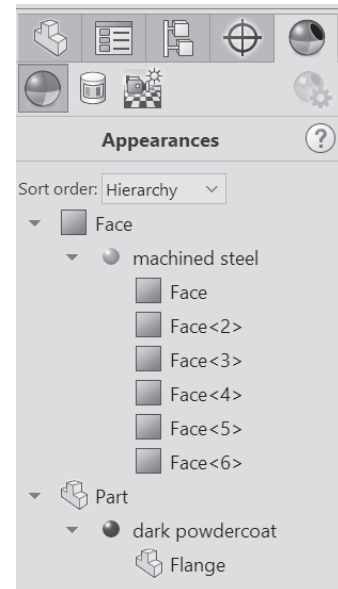 Appearances
?
Sort order: Hierarchy
Face
machined steel
Face
Face<2>
Face<3>
Face<4>
Face<5>
Face<6>
Part
dark powdercoat
Flange